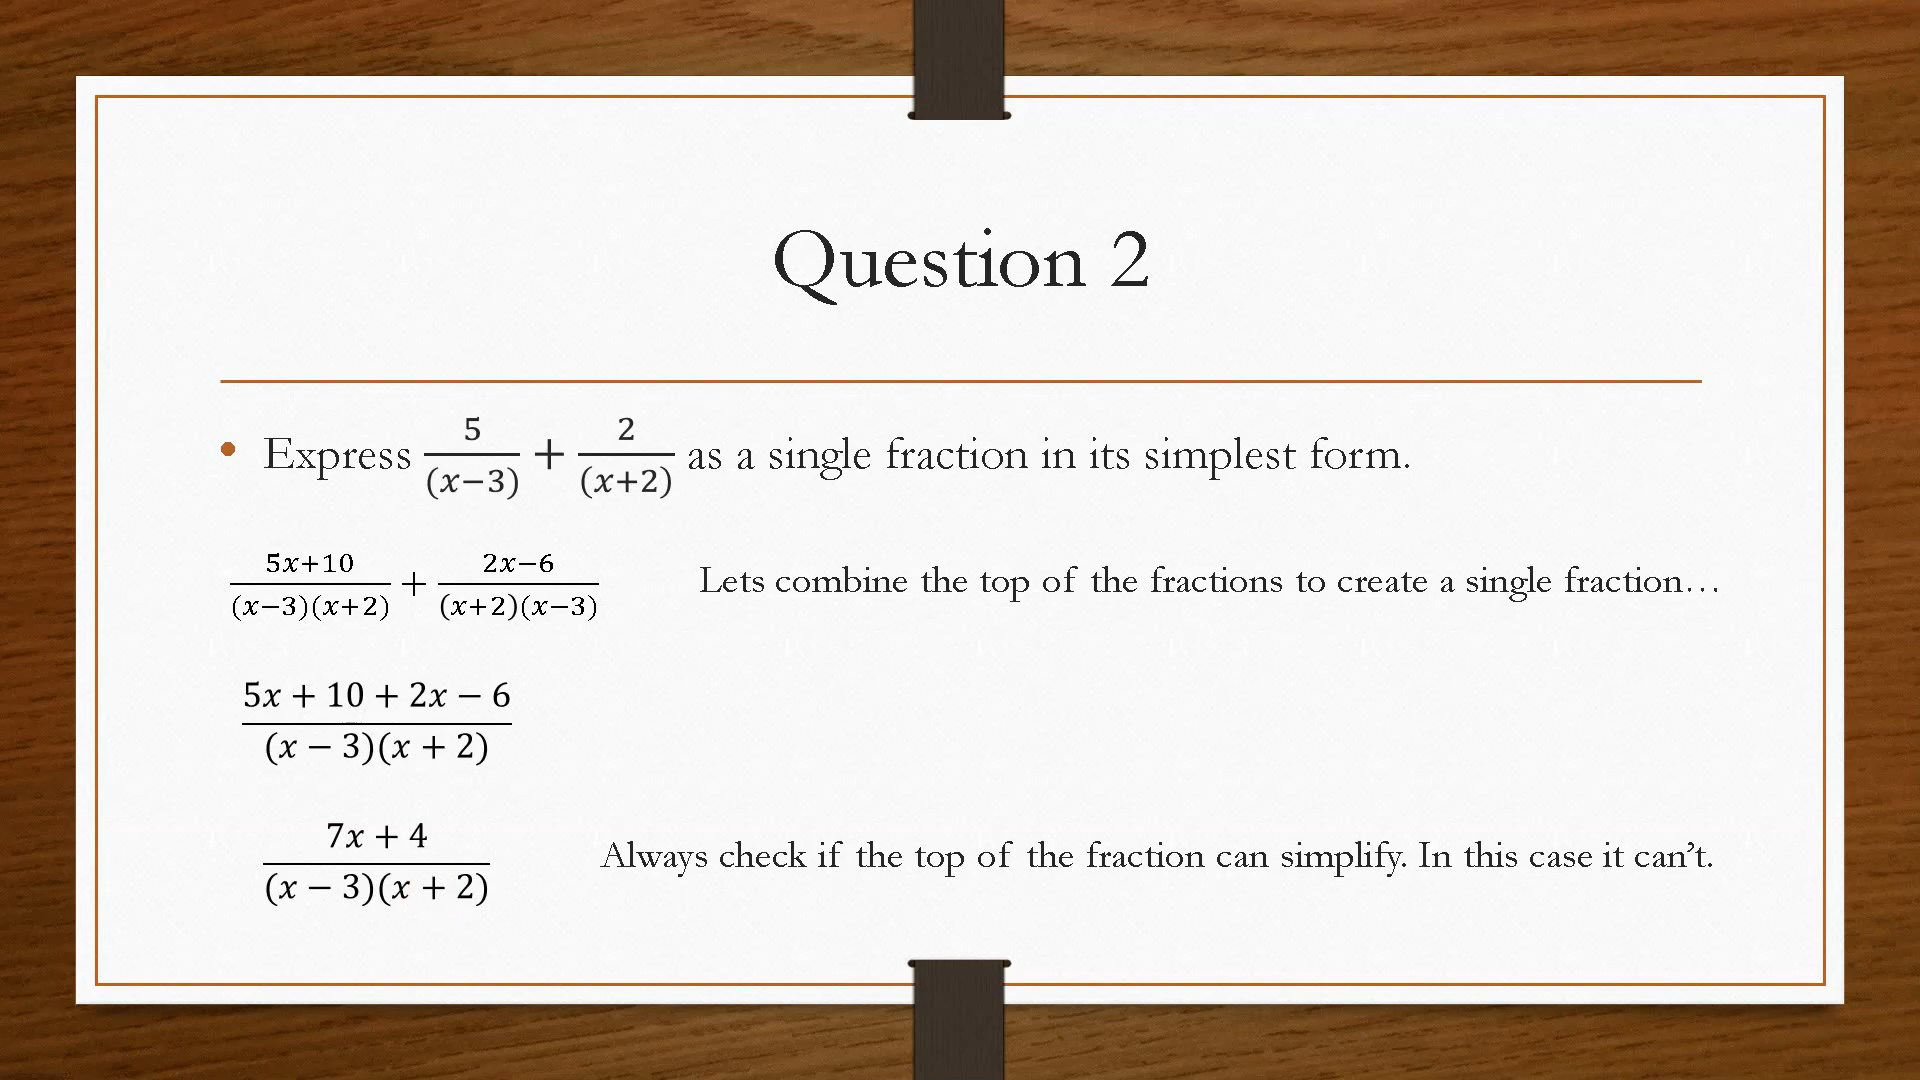 Question 2
• Express 5/(x−3) + 2/(x+2) as a single fraction in its simplest form.
5x+10/(x−3)(x+2) + 2x−6/(x+2)(x−3) Lets combine the top of the fractions to create a single fraction…
5x + 10 + 2x − 6
(x − 3)(x + 2)
7x + 4
(x − 3)(x + 2) Always check if the top of the fraction can simplify. In this case it can’t.